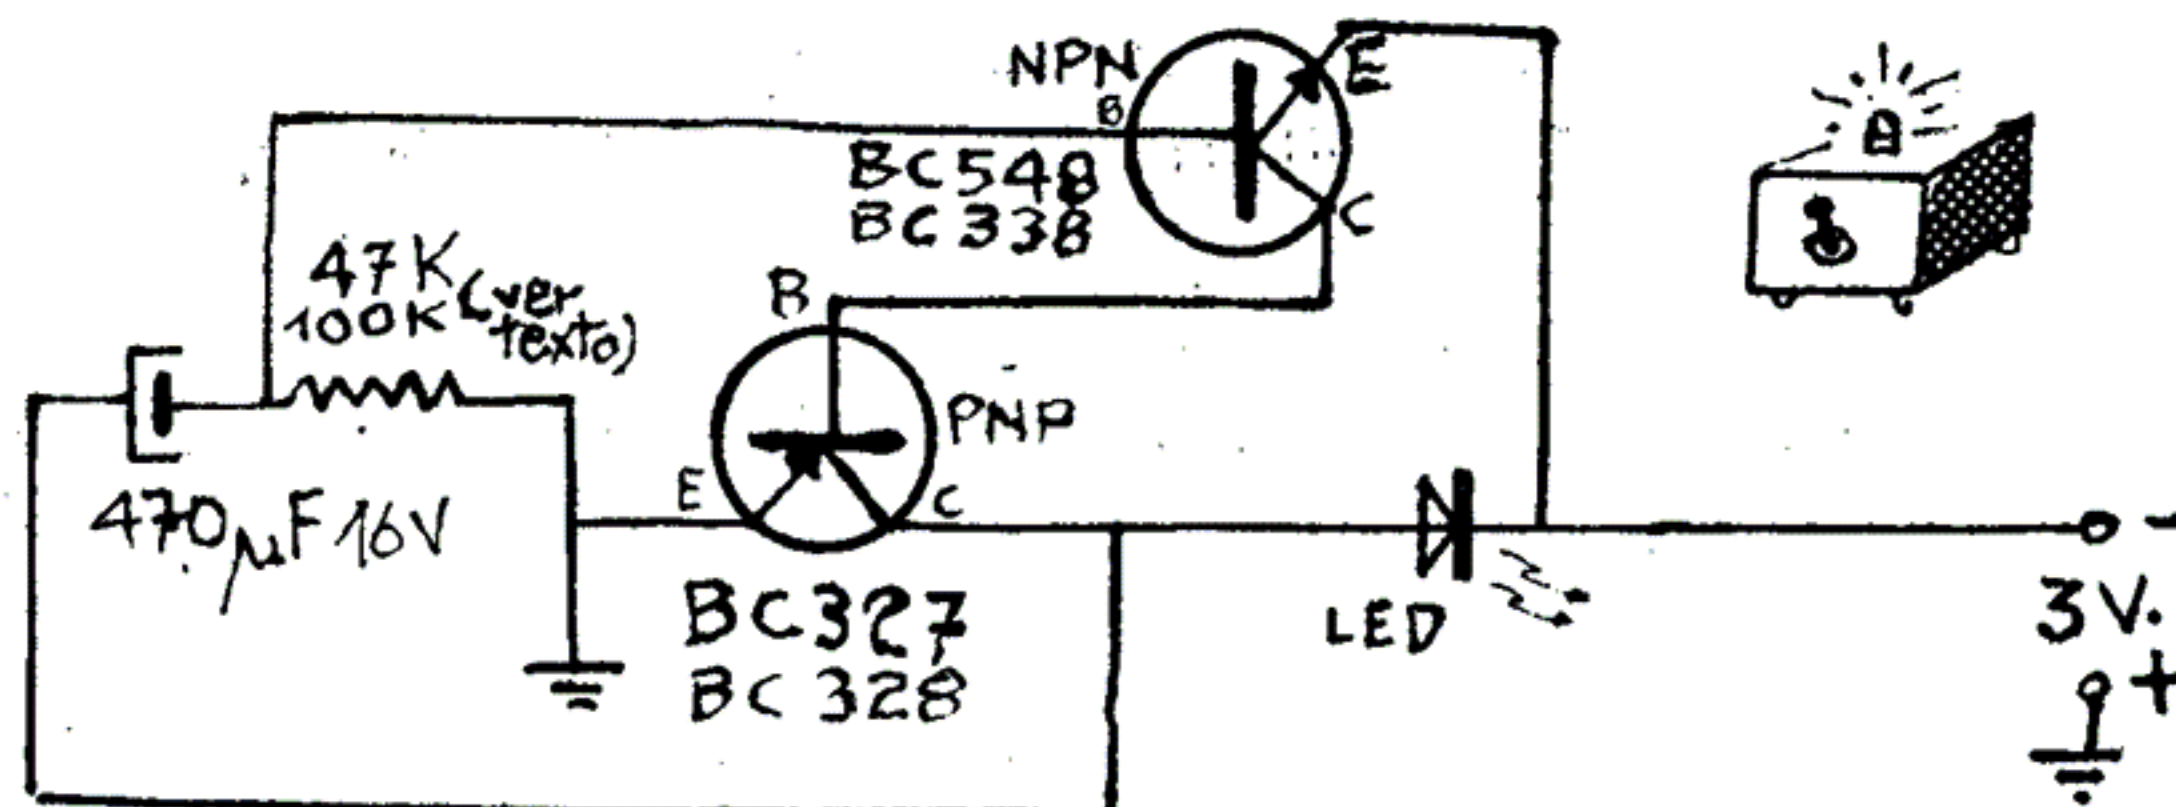 NPN
E
B
BC548
BC338
C
47K
100K (ver
texto)
B
PNP
E
C
470µF 16V
BC327
BC328
LED
-
3V.
+